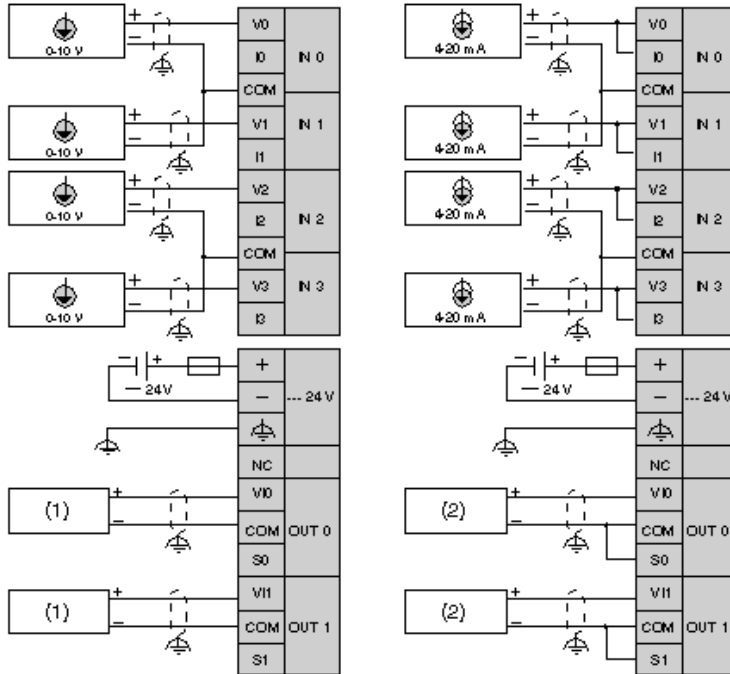 + V0
− 0-10 V
I0 IN 0
COM
+ V1 IN 1
− 0-10 V
I1
+ V2
− 0-10 V
I2 IN 2
COM
+ V3 IN 3
− 0-10 V
I3
− + +
− 24V
− --- 24 V
NC
(1) + VI0
− COM OUT 0
S0
(1) + VI1
− COM OUT 1
S1
+ V0
− 4-20 mA
I0 IN 0
COM
+ V1 IN 1
− 4-20 mA
I1
+ V2
− 4-20 mA
I2 IN 2
COM
+ V3 IN 3
− 4-20 mA
I3
− + +
− 24V
− --- 24 V
NC
(2) + VI0
− COM OUT 0
S0
(2) + VI1
− COM OUT 1
S1